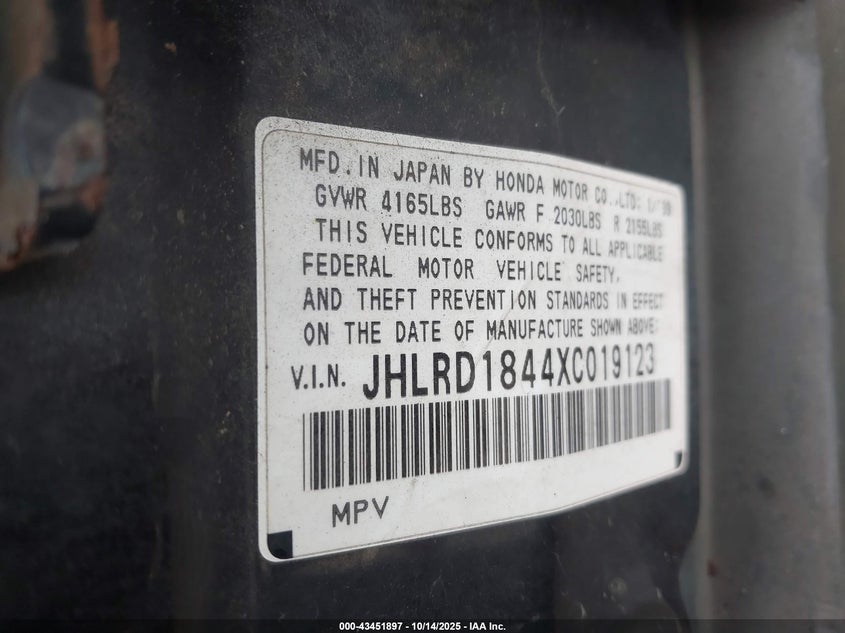 MFD. IN JAPAN BY HONDA MOTOR CO.,LTD: 1/'99
GVWR 4165LBS GAWR F 2030LBS R 2155LBS
THIS VEHICLE CONFORMS TO ALL APPLICABLE
FEDERAL MOTOR VEHICLE SAFETY,
AND THEFT PREVENTION STANDARDS IN EFFECT
ON THE DATE OF MANUFACTURE SHOWN ABOVE:
V.I.N. JHLRD1844XC019123
MPV
000-43451897 - 10/14/2025 - IAA Inc.